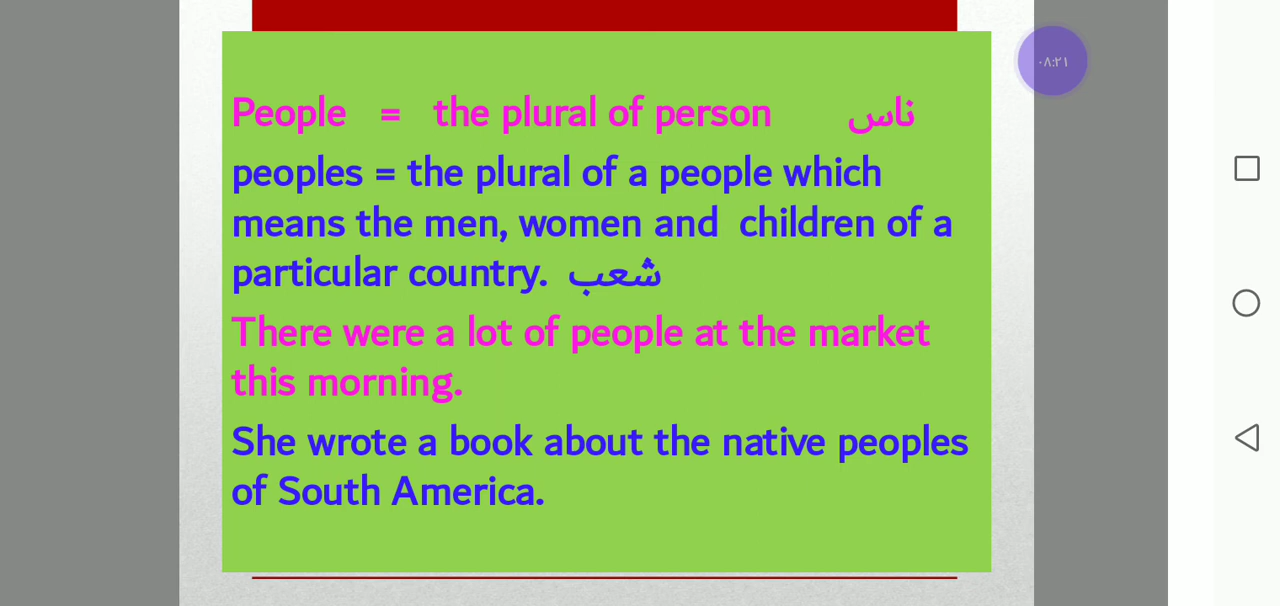 People = the plural of person ناس
٠٨:٢١
peoples = the plural of a people which
means the men, women and children of a
particular country. شعب
There were a lot of people at the market
this morning.
She wrote a book about the native peoples
of South America.